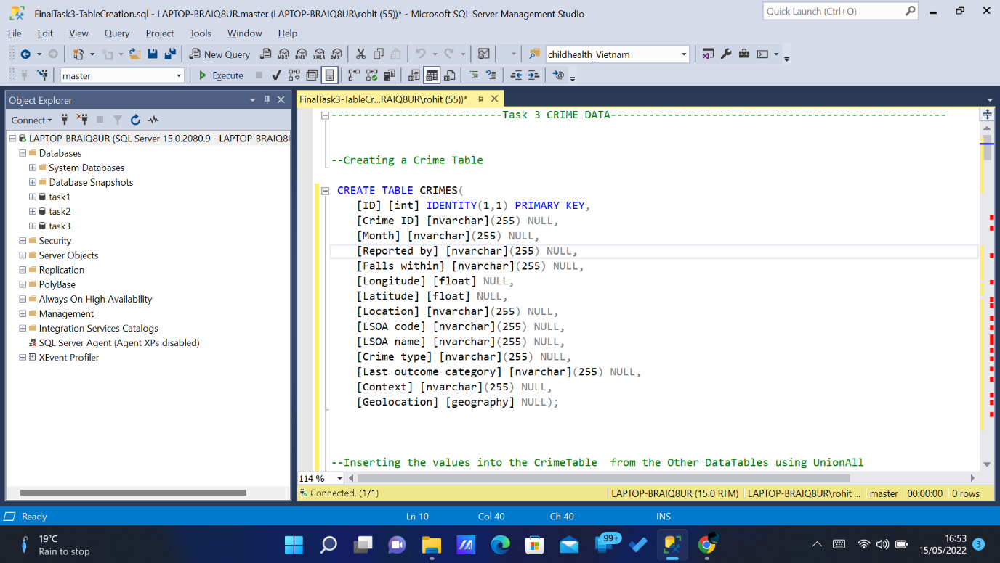 FinalTask3-TableCreation.sql - LAPTOP-BRAIQ8UR.master (LAPTOP-BRAIQ8UR\rohit (55))* - Microsoft SQL Server Management Studio
Quick Launch (Ctrl+Q)
File Edit View Query Project Tools Window Help
New Query MDX DMX XMLA DAX childhealth_Vietnam
master Execute
Object Explorer
FinalTask3-TableCr...RAIQ8UR\rohit (55))*
Connect
LAPTOP-BRAIQ8UR (SQL Server 15.0.2080.9 - LAPTOP-BRAIQ8U
Databases
System Databases
Database Snapshots
task1
task2
task3
Security
Server Objects
Replication
PolyBase
Always On High Availability
Management
Integration Services Catalogs
SQL Server Agent (Agent XPs disabled)
XEvent Profiler
---------------------------Task 3 CRIME DATA-----------------------------------------------------
--Creating a Crime Table
CREATE TABLE CRIMES(
[ID] [int] IDENTITY(1,1) PRIMARY KEY,
[Crime ID] [nvarchar](255) NULL,
[Month] [nvarchar](255) NULL,
[Reported by] [nvarchar](255) NULL,
[Falls within] [nvarchar](255) NULL,
[Longitude] [float] NULL,
[Latitude] [float] NULL,
[Location] [nvarchar](255) NULL,
[LSOA code] [nvarchar](255) NULL,
[LSOA name] [nvarchar](255) NULL,
[Crime type] [nvarchar](255) NULL,
[Last outcome category] [nvarchar](255) NULL,
[Context] [nvarchar](255) NULL,
[Geolocation] [geography] NULL);
--Inserting the values into the CrimeTable  from the Other DataTables using UnionAll
114 %
Connected. (1/1)
LAPTOP-BRAIQ8UR (15.0 RTM) LAPTOP-BRAIQ8UR\rohit ... master 00:00:00 0 rows
Ready Ln 10 Col 40 Ch 40 INS
19°C
Rain to stop
99+
16:53
15/05/2022
3